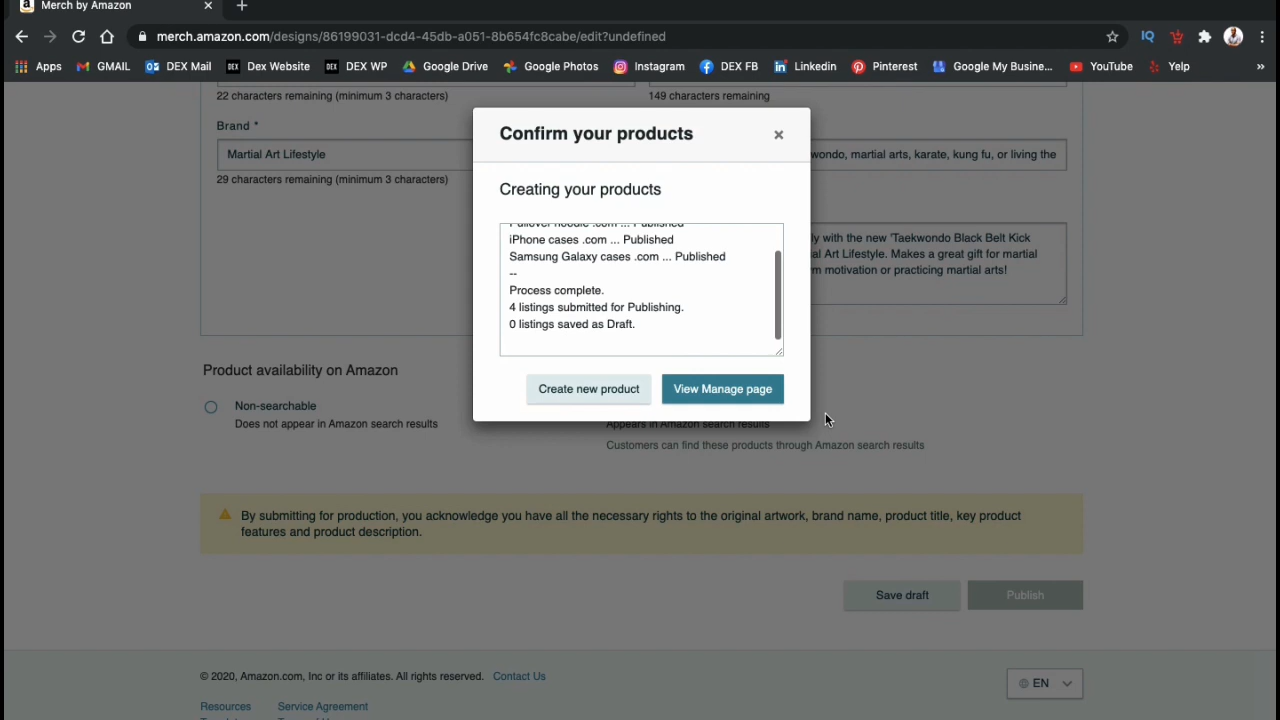 Merch by Amazon
merch.amazon.com/designs/86199031-dcd4-45db-a051-8b654fc8cabe/edit?undefined
IQ
Apps GMAIL DEX Mail DEX Website DEX WP Google Drive Google Photos Instagram DEX FB Linkedin Pinterest Google My Busine... YouTube Yelp »
22 characters remaining (minimum 3 characters)
149 characters remaining
Brand *
Martial Art Lifestyle
29 characters remaining (minimum 3 characters)
wondo, martial arts, karate, kung fu, or living the
ly with the new 'Taekwondo Black Belt Kick
ial Art Lifestyle. Makes a great gift for martial
motivation or practicing martial arts!
Confirm your products
×
Creating your products
Pullover hoodie .com ... Published
iPhone cases .com ... Published
Samsung Galaxy cases .com ... Published
--
Process complete.
4 listings submitted for Publishing.
0 listings saved as Draft.
Create new product
View Manage page
Product availability on Amazon
Non-searchable
Does not appear in Amazon search results
Appears in Amazon search results
Customers can find these products through Amazon search results
By submitting for production, you acknowledge you have all the necessary rights to the original artwork, brand name, product title, key product
features and product description.
Save draft
Publish
© 2020, Amazon.com, Inc or its affiliates. All rights reserved. Contact Us
EN
Resources
Service Agreement